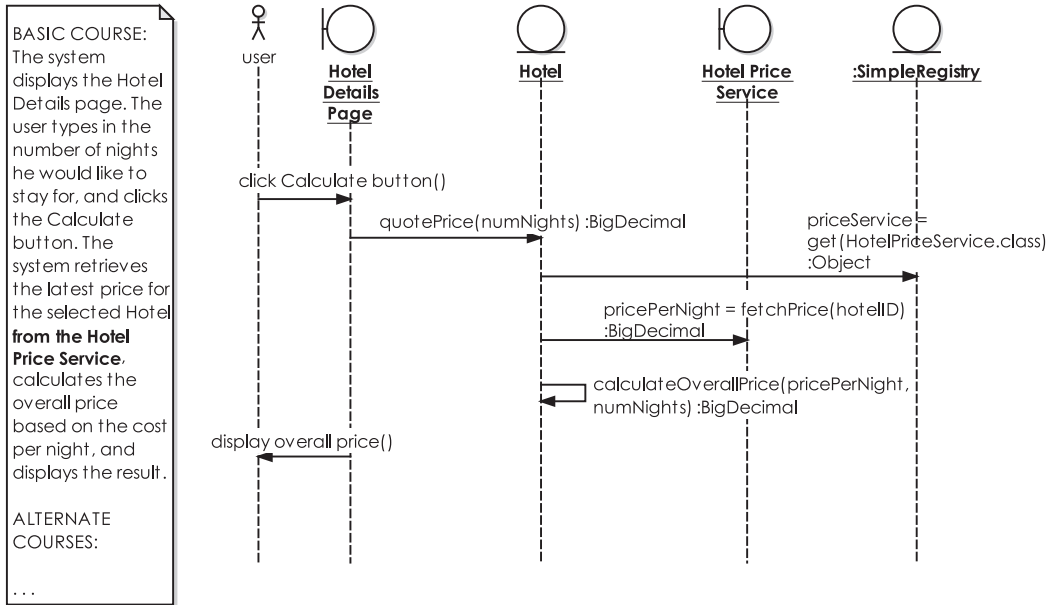 BASIC COURSE:
The system
displays the Hotel
Details page. The
user types in the
number of nights
he would like to
stay for, and clicks
the Calculate
button. The
system retrieves
the latest price for
the selected Hotel
from the Hotel
Price Service,
calculates the
overall price
based on the cost
per night, and
displays the result.
ALTERNATE
COURSES:
. . .
user
Hotel
Details
Page
Hotel
Hotel Price
Service
:SimpleRegistry
click Calculate button()
quotePrice(numNights) :BigDecimal
priceService =
get(HotelPriceService.class)
:Object
pricePerNight = fetchPrice(hotelID)
:BigDecimal
calculateOverallPrice(pricePerNight,
numNights) :BigDecimal
display overall price()